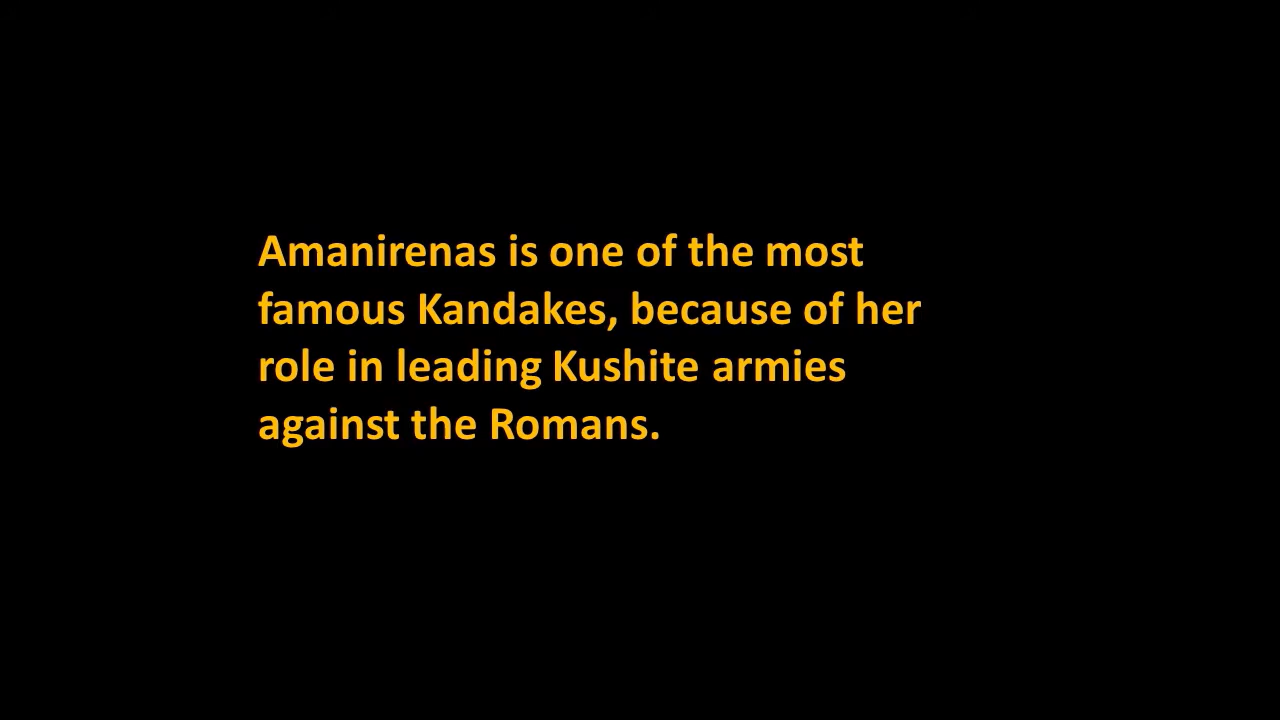 Amanirenas is one of the most
famous Kandakes, because of her
role in leading Kushite armies
against the Romans.